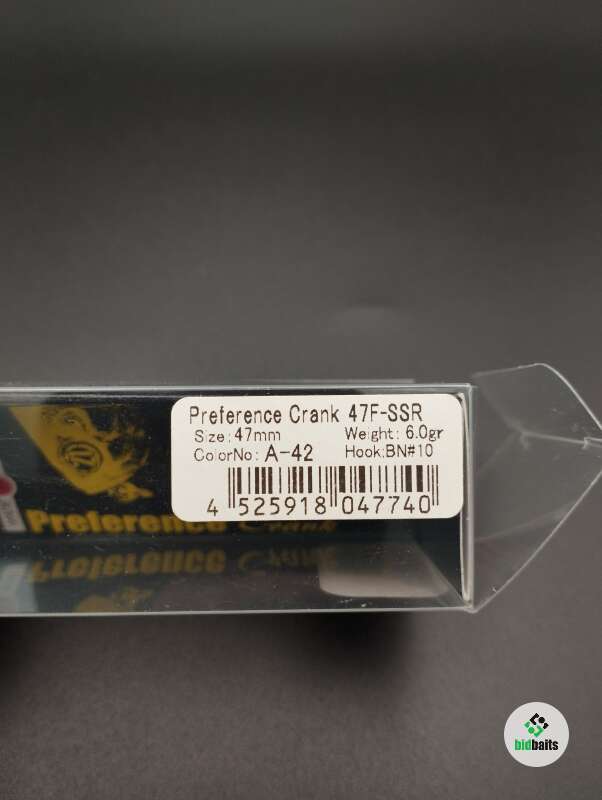 Preference Crank 47F-SSR
Size:47mm Weight: 6.0gr
ColorNo: A-42 Hook:BN#10
4 525918 047740
Preference Crank
bidbaits